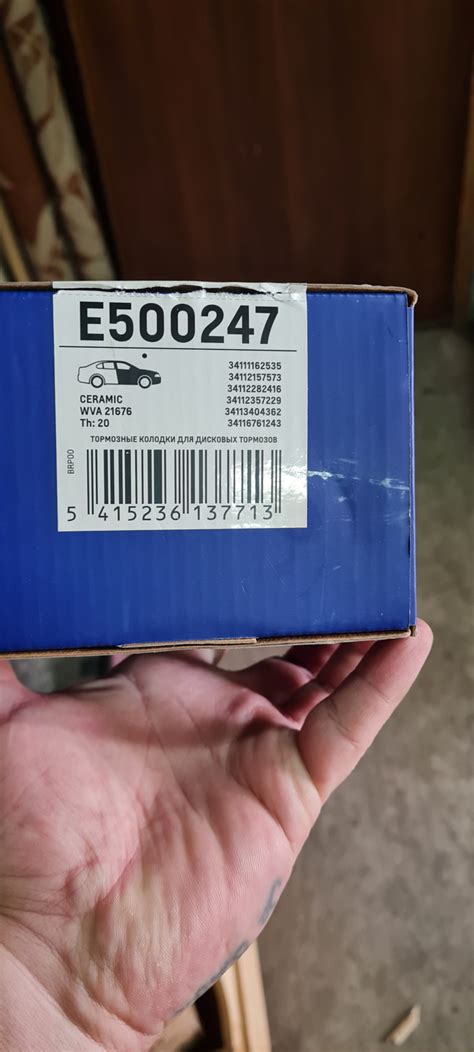 E500247
CERAMIC
WVA 21676
Th: 20
34111162535
34112157573
34112282416
34112357229
34113404362
34116761243
ТОРМОЗНЫЕ КОЛОДКИ ДЛЯ ДИСКОВЫХ ТОРМОЗОВ
BRP00
5 415236 137713